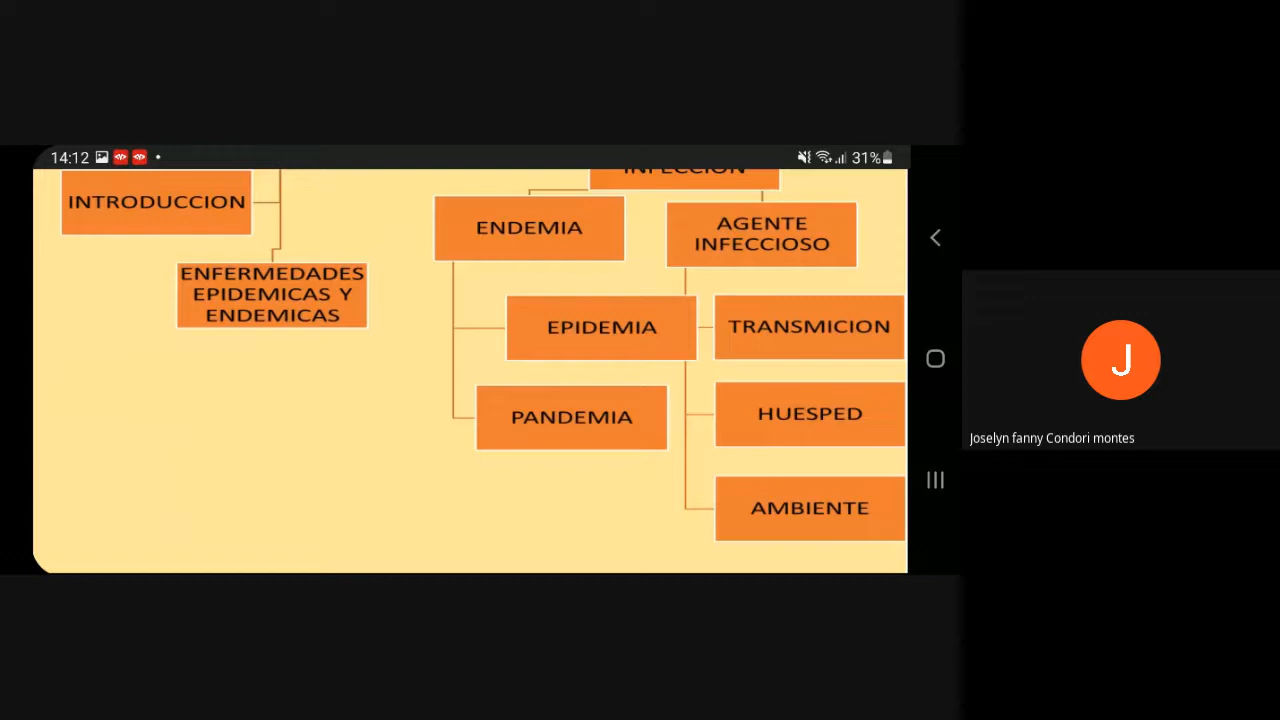 14:12
31%
INFECCION
INTRODUCCION
ENDEMIA
AGENTE
INFECCIOSO
ENFERMEDADES
EPIDEMICAS Y
ENDEMICAS
EPIDEMIA
TRANSMICION
PANDEMIA
HUESPED
AMBIENTE
J
Joselyn fanny Condori montes